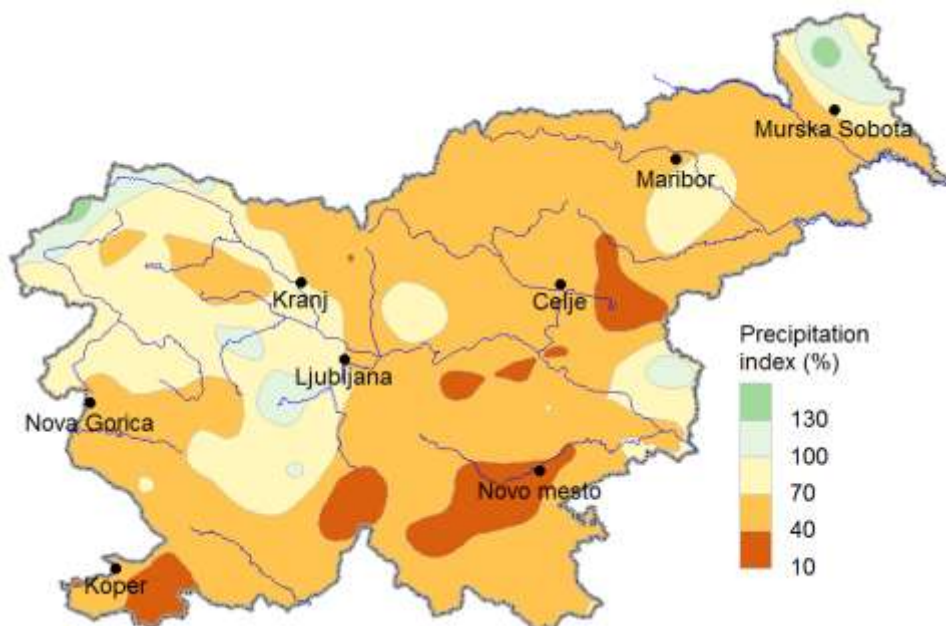 Murska Sobota
Maribor
Kranj
Celje
Precipitation
index (%)
Ljubljana
130
Nova Gorica
100
70
Novo mesto
40
10
Koper